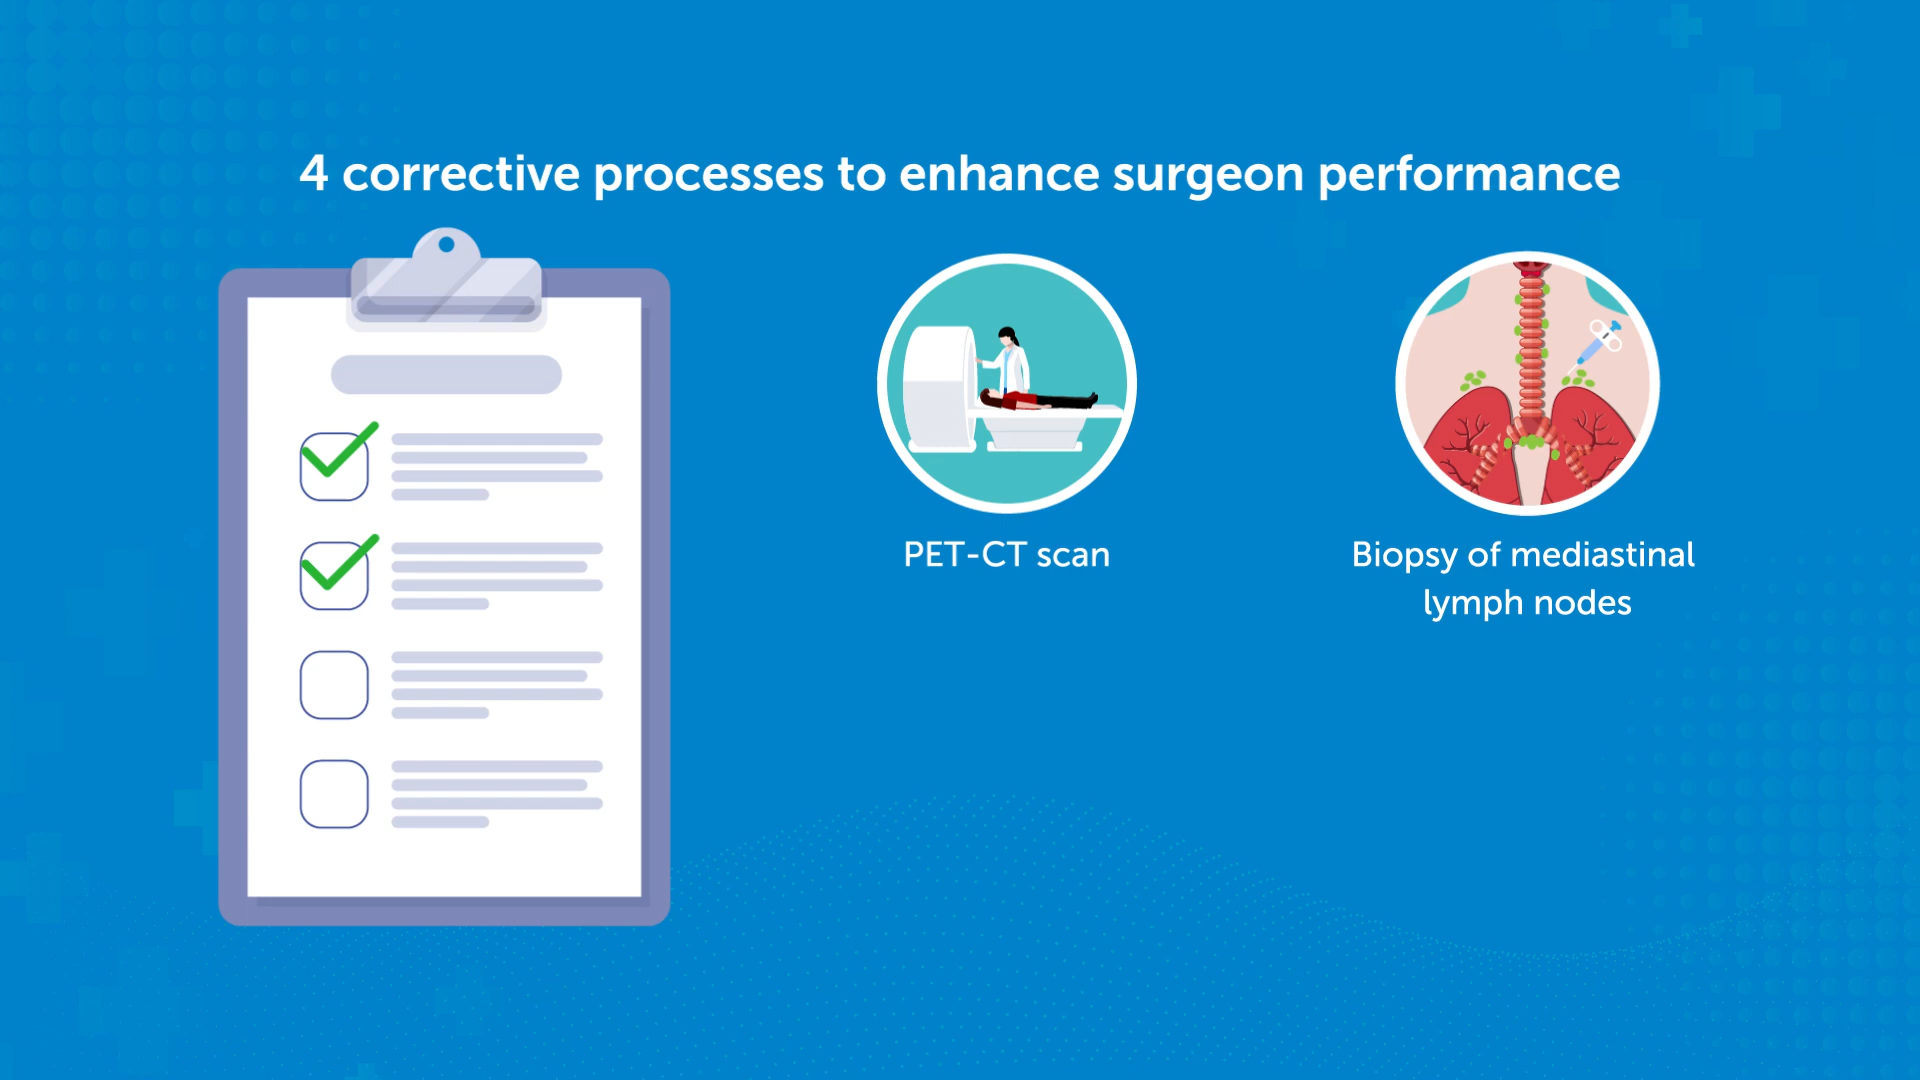 4 corrective processes to enhance surgeon performance
PET-CT scan
Biopsy of mediastinal
lymph nodes